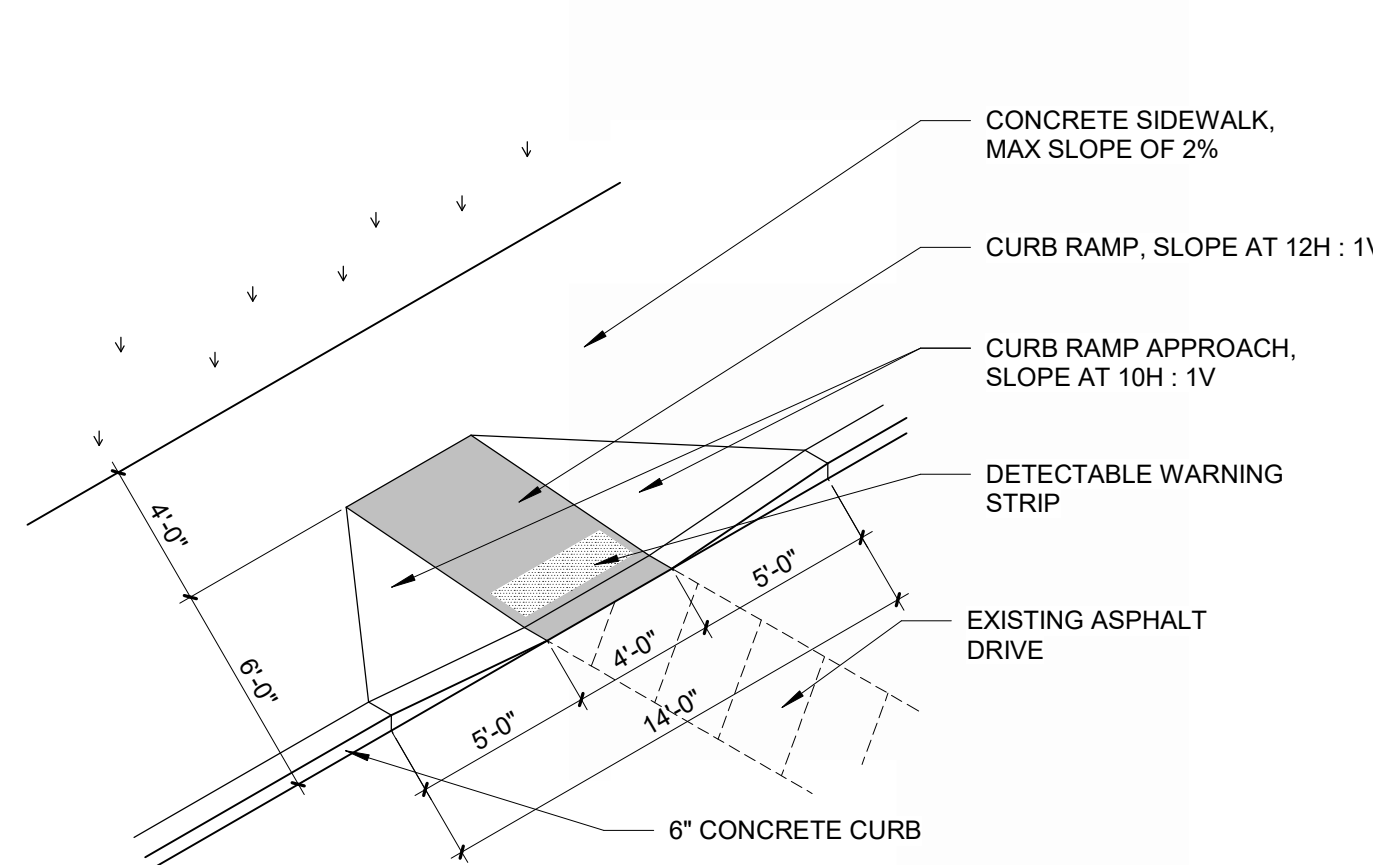 CONCRETE SIDEWALK,
MAX SLOPE OF 2%
CURB RAMP, SLOPE AT 12H : 1V
CURB RAMP APPROACH,
SLOPE AT 10H : 1V
DETECTABLE WARNING
STRIP
4'-0"
5'-0"
EXISTING ASPHALT
DRIVE
4'-0"
6'-0"
14'-0"
5'-0"
6" CONCRETE CURB